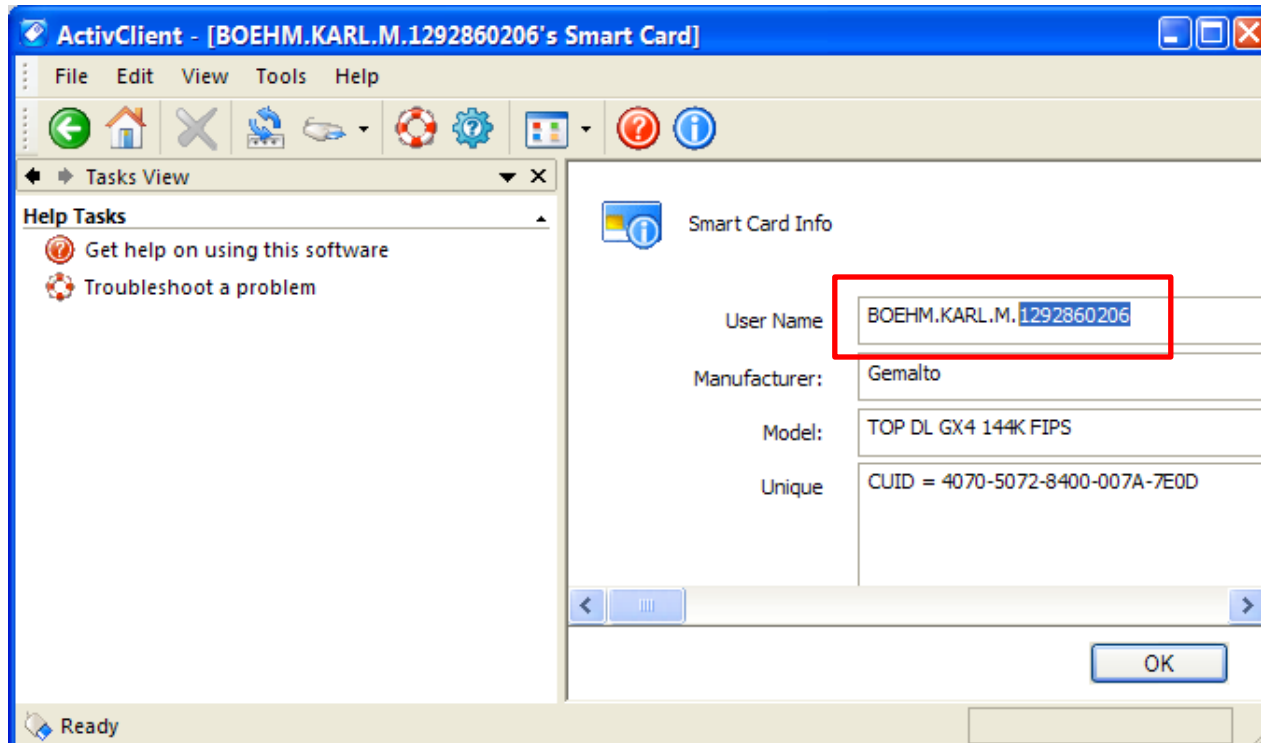 ActivClient - [BOEHM.KARL.M.1292860206's Smart Card]
File Edit View Tools Help
Tasks View
Help Tasks
Get help on using this software
Troubleshoot a problem
Smart Card Info
User Name BOEHM.KARL.M.1292860206
Manufacturer: Gemalto
Model: TOP DL GX4 144K FIPS
Unique CUID = 4070-5072-8400-007A-7E0D
OK
Ready